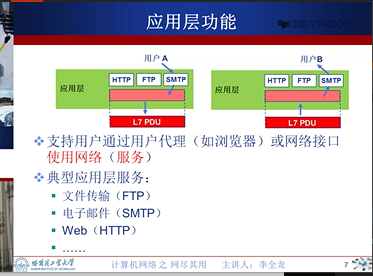 应用层功能
中国大学MOOC
用户A
用户B
应用层
HTTP
FTP
SMTP
应用层
HTTP
FTP
SMTP
L7 PDU
L7 PDU
支持用户通过用户代理（如浏览器）或网络接口
使用网络（服务）
典型应用层服务：
文件传输（FTP）
电子邮件（SMTP）
Web（HTTP）
……
哈尔滨工业大学
计算机网络之网尽其用
主讲人：李全龙
7